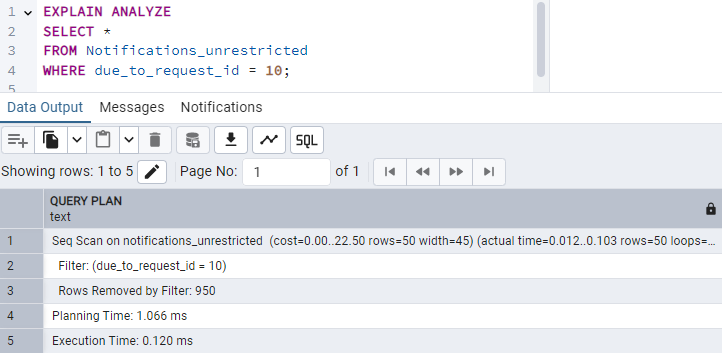 1 EXPLAIN ANALYZE
2 SELECT *
3 FROM Notifications_unrestricted
4 WHERE due_to_request_id = 10;
5
Data Output Messages Notifications
SQL
Showing rows: 1 to 5 Page No: 1 of 1
QUERY PLAN
text
1 Seq Scan on notifications_unrestricted (cost=0.00..22.50 rows=50 width=45) (actual time=0.012..0.103 rows=50 loops=...
2 Filter: (due_to_request_id = 10)
3 Rows Removed by Filter: 950
4 Planning Time: 1.066 ms
5 Execution Time: 0.120 ms